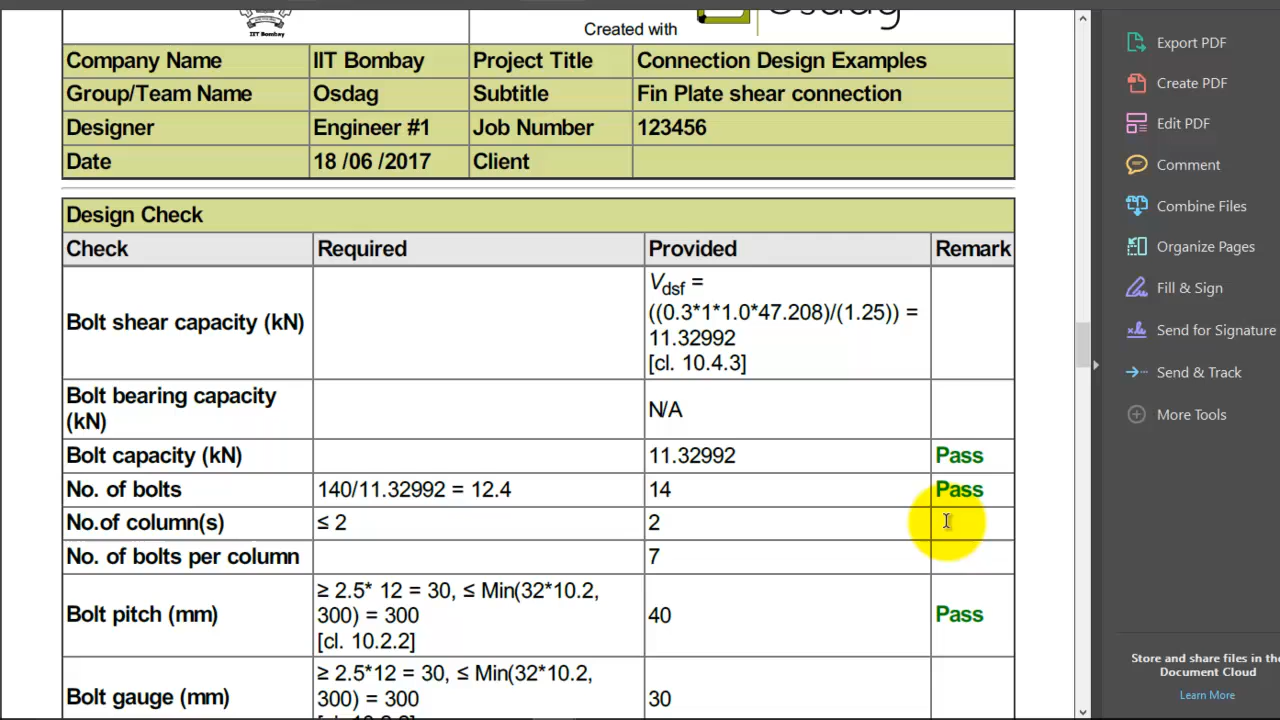 IIT Bombay
Created with
Osdag
Company Name IIT Bombay Project Title Connection Design Examples
Group/Team Name Osdag Subtitle Fin Plate shear connection
Designer Engineer #1 Job Number 123456
Date 18 /06 /2017 Client
Design Check
Check Required Provided Remark
Bolt shear capacity (kN)
Vdsf =
((0.3*1*1.0*47.208)/(1.25)) =
11.32992
[cl. 10.4.3]
Bolt bearing capacity
(kN)
N/A
Bolt capacity (kN) 11.32992 Pass
No. of bolts 140/11.32992 = 12.4 14 Pass
No.of column(s) ≤ 2 2
No. of bolts per column 7
Bolt pitch (mm)
≥ 2.5* 12 = 30, ≤ Min(32*10.2,
300) = 300
[cl. 10.2.2]
40 Pass
Bolt gauge (mm)
≥ 2.5*12 = 30, ≤ Min(32*10.2,
300) = 300
30
Export PDF
Create PDF
Edit PDF
Comment
Combine Files
Organize Pages
Fill & Sign
Send for Signature
Send & Track
More Tools
Store and share files in the
Document Cloud
Learn More